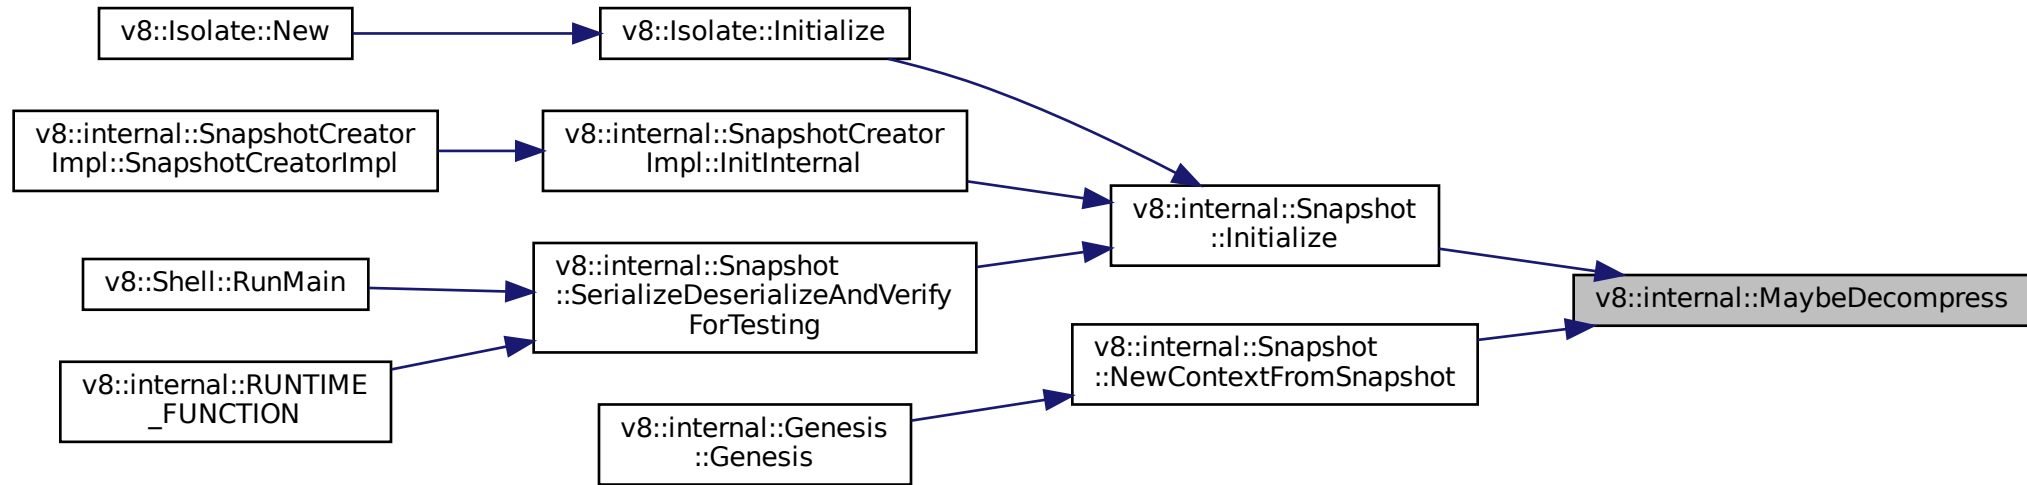 v8::Isolate::New
v8::Isolate::Initialize
v8::internal::SnapshotCreator
Impl::SnapshotCreatorImpl
v8::internal::SnapshotCreator
Impl::InitInternal
v8::internal::Snapshot
::Initialize
v8::Shell::RunMain
v8::internal::Snapshot
::SerializeDeserializeAndVerify
ForTesting
v8::internal::MaybeDecompress
v8::internal::RUNTIME
_FUNCTION
v8::internal::Snapshot
::NewContextFromSnapshot
v8::internal::Genesis
::Genesis